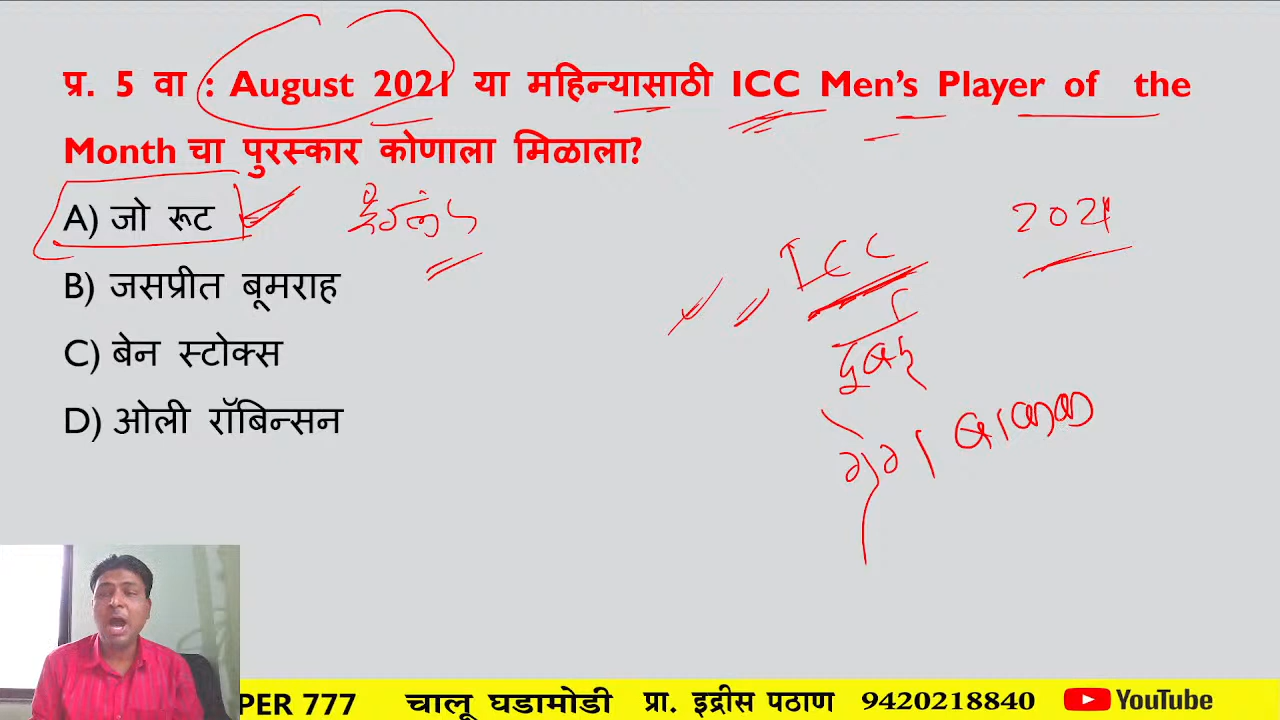 प्र. 5 वा : August 2021 या महिन्यासाठी ICC Men's Player of the
Month चा पुरस्कार कोणाला मिळाला?
A) जो रूट
इंग्लंड
2021
B) जसप्रीत बूमराह
ICC
दुबई
C) बेन स्टोक्स
D) ओली रॉबिन्सन
PER 777 चालू घडामोडी प्रा. इद्रीस पठाण 9420218840 YouTube